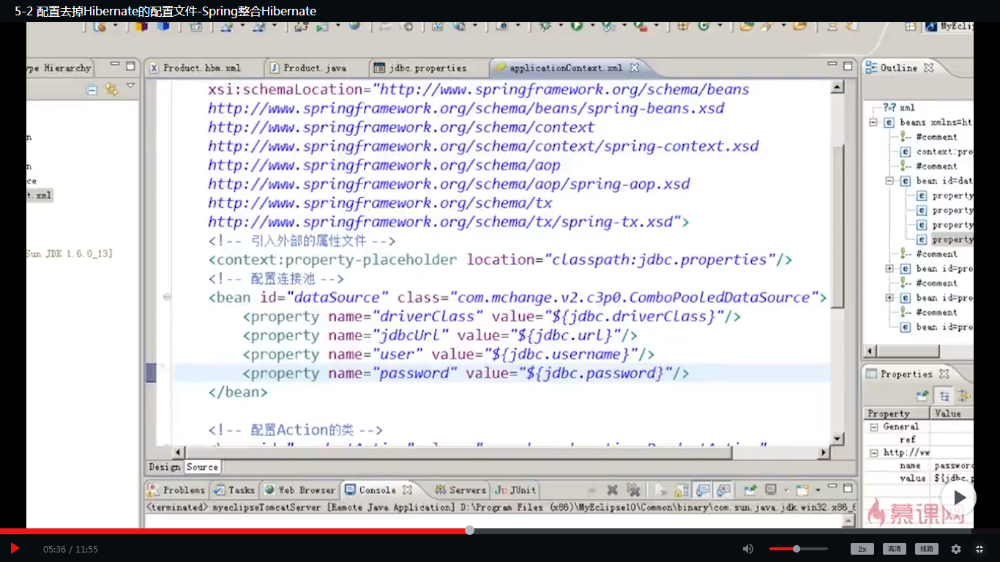 5-2 配置去掉Hibernate的配置文件-Spring整合Hibernate
MyEcli
ype Hierarchy
Product.hbm.xml
Product.java
jdbc.properties
applicationContext.xml
Outline
xsi:schemaLocation="http://www.springframework.org/schema/beans
http://www.springframework.org/schema/beans/spring-beans.xsd
http://www.springframework.org/schema/context
http://www.springframework.org/schema/context/spring-context.xsd
http://www.springframework.org/schema/aop
http://www.springframework.org/schema/aop/spring-aop.xsd
http://www.springframework.org/schema/tx
http://www.springframework.org/schema/tx/spring-tx.xsd">
<!-- 引入外部的属性文件 -->
<context:property-placeholder location="classpath:jdbc.properties"/>
<!-- 配置连接池 -->
<bean id="dataSource" class="com.mchange.v2.c3p0.ComboPooledDataSource">
<property name="driverClass" value="${jdbc.driverClass}"/>
<property name="jdbcUrl" value="${jdbc.url}"/>
<property name="user" value="${jdbc.username}"/>
<property name="password" value="${jdbc.password}"/>
</bean>
<!-- 配置Action的类 -->
n
n
ce
t.xml
Sun JDK 1.6.0_13]
?=? xml
beans xmlns=ht
#comment
context:pro
#comment
bean id=dat
property
property
property
property
#comment
bean id=pro
#comment
bean id=pro
#comment
bean id=pro
Properties
Property Value
General
ref
http://ww
name password
value ${jdbc.p
Design Source
Problems
Tasks
Web Browser
Console
Servers
JUnit
<terminated> myeclipseTomcatServer [Remote Java Application] D:\Program Files (x86)\MyEclipse10\Common\binary\com.sun.java.jdk.win32.x86_6
慕课网
05:36 / 11:55
2x
高清
线路